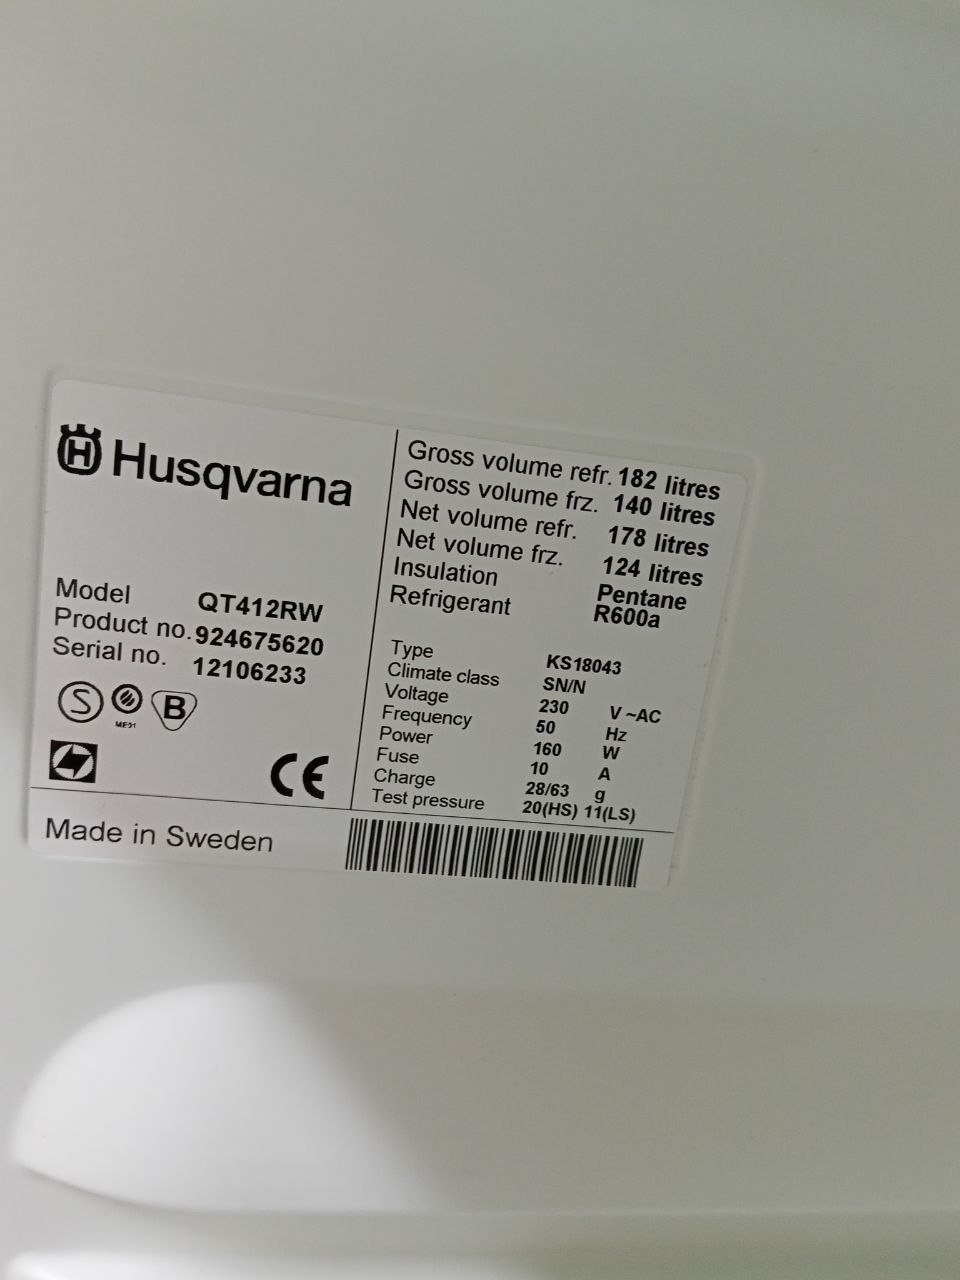 Husqvarna
Model QT412RW
Product no. 924675620
Serial no. 12106233
S
B
CE
Gross volume refr. 182 litres
Gross volume frz. 140 litres
Net volume refr. 178 litres
Net volume frz. 124 litres
Insulation Pentane
Refrigerant R600a
Type KS18043
Climate class SN/N
Voltage 230 V ~AC
Frequency 50 Hz
Power 160 W
Fuse 10 A
Charge 28/63 g
Test pressure 20(HS) 11(LS)
Made in Sweden